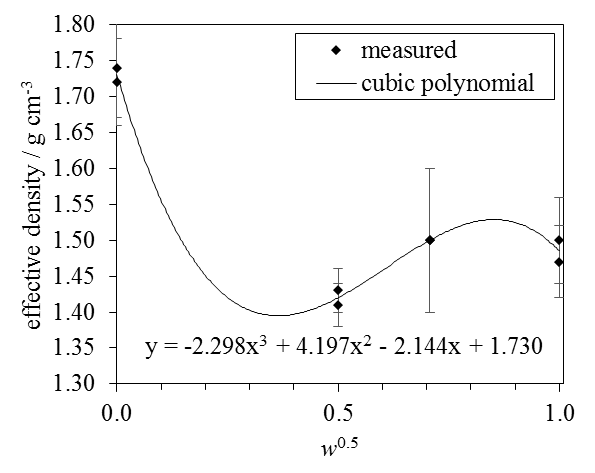 1.80
1.75
1.70
1.65
1.60
1.55
1.50
1.45
1.40
1.35
1.30
effective density / g cm⁻³
measured
cubic polynomial
y = -2.298x³ + 4.197x² - 2.144x + 1.730
0.0 0.5 1.0
w⁰·⁵